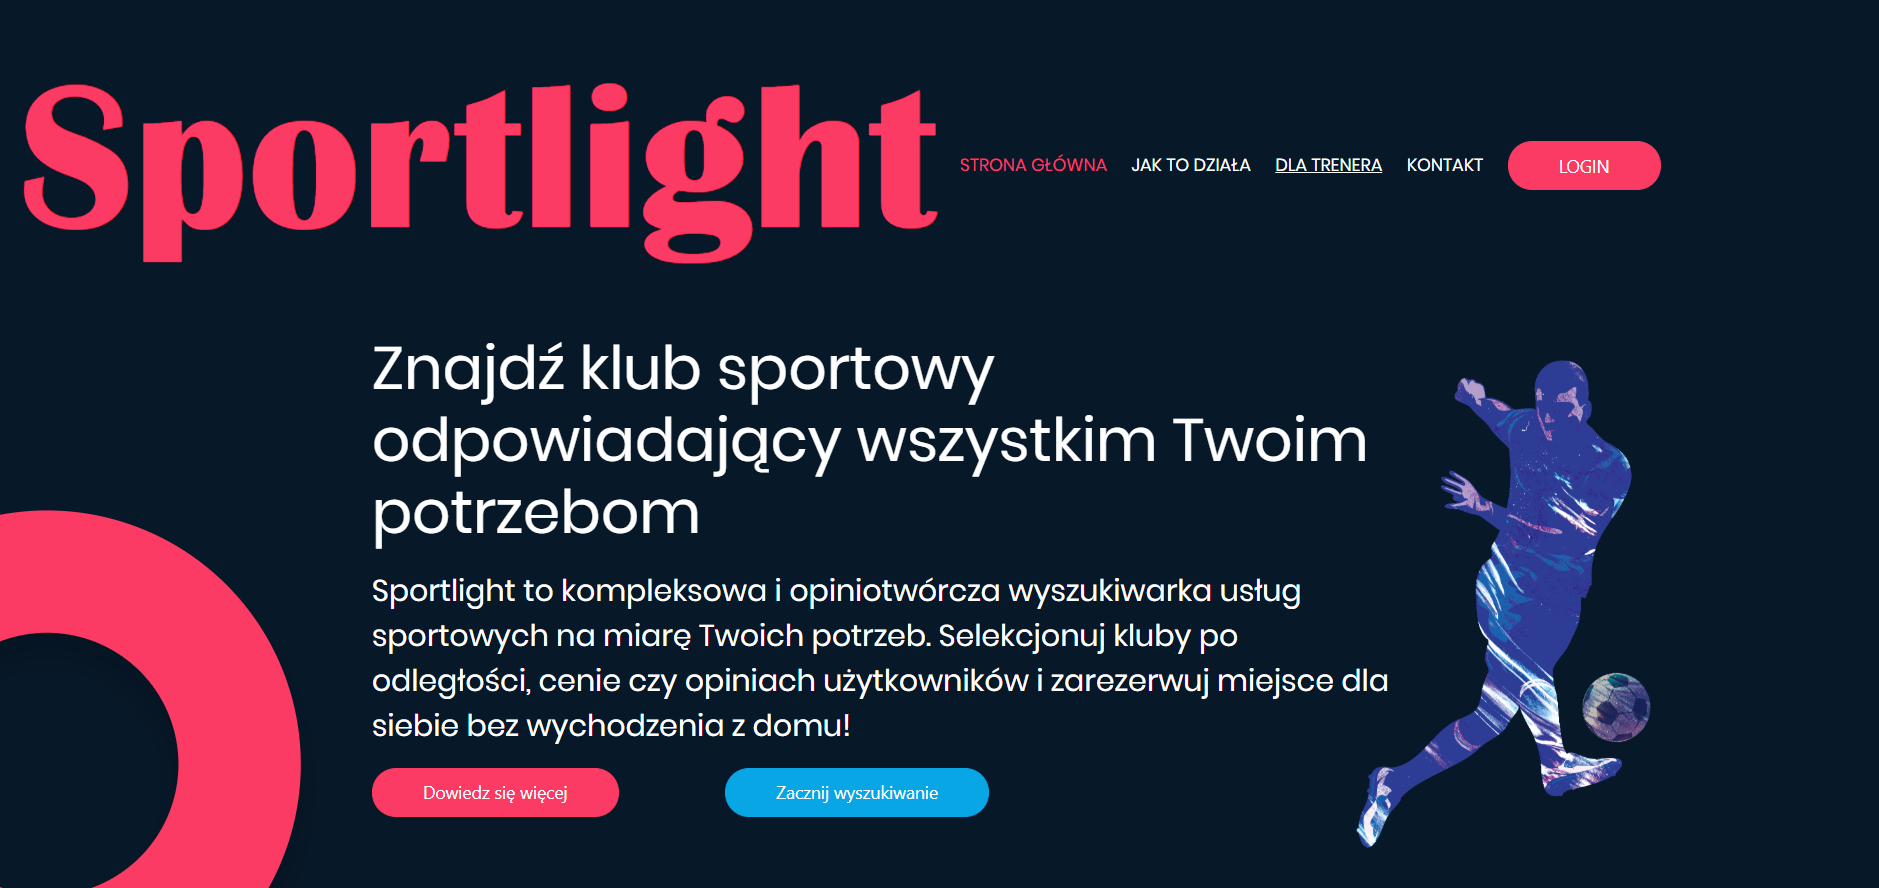 Sportlight
STRONA GŁÓWNA JAK TO DZIAŁA DLA TRENERA KONTAKT LOGIN
Znajdź klub sportowy
odpowiadający wszystkim Twoim
potrzebom
Sportlight to kompleksowa i opiniotwórcza wyszukiwarka usług
sportowych na miarę Twoich potrzeb. Selekcjonuj kluby po
odległości, cenie czy opiniach użytkowników i zarezerwuj miejsce dla
siebie bez wychodzenia z domu!
Dowiedz się więcej Zacznij wyszukiwanie